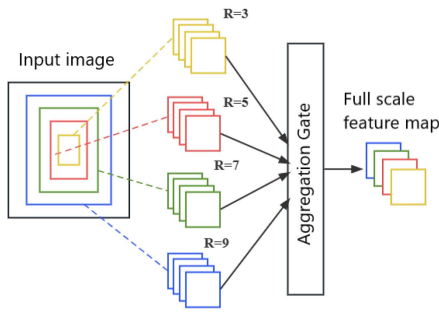 R=3
Input image
R=5
R=7
R=9
Aggregation Gate
Full scale
feature map